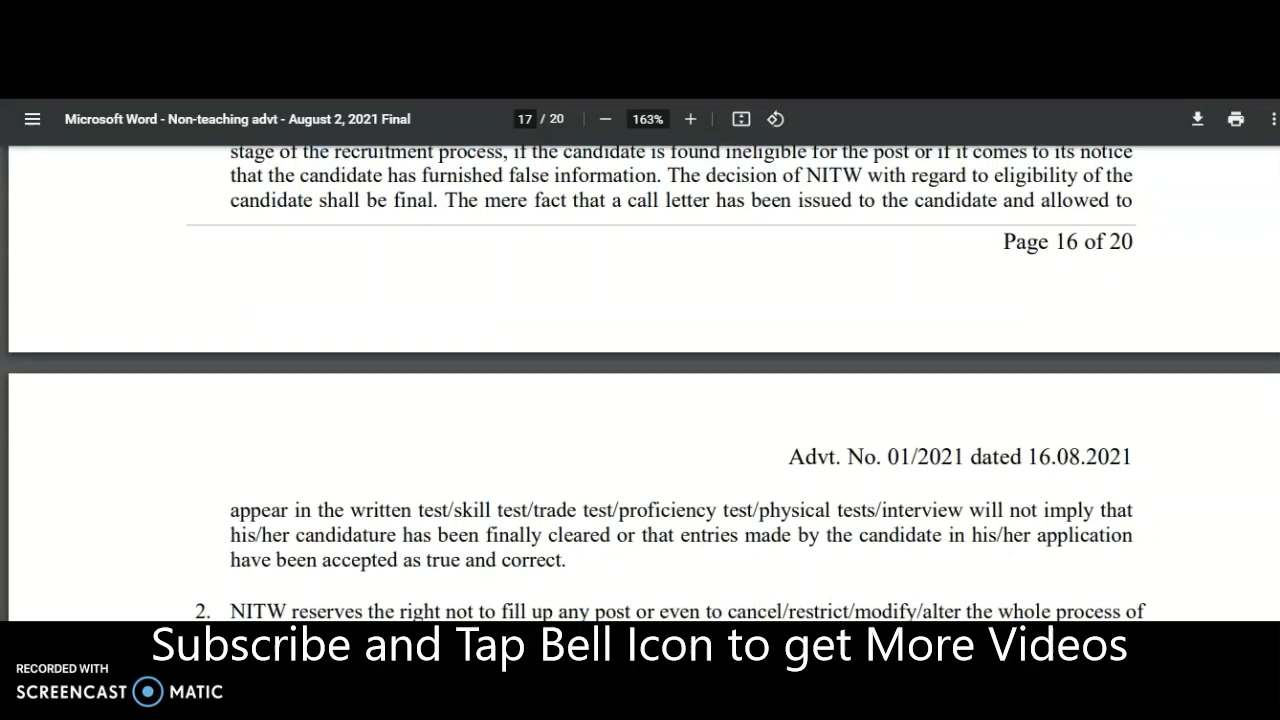 Microsoft Word - Non-teaching advt - August 2, 2021 Final 17 / 20 163%
stage of the recruitment process, if the candidate is found ineligible for the post or if it comes to its notice
that the candidate has furnished false information. The decision of NITW with regard to eligibility of the
candidate shall be final. The mere fact that a call letter has been issued to the candidate and allowed to
Page 16 of 20
Advt. No. 01/2021 dated 16.08.2021
appear in the written test/skill test/trade test/proficiency test/physical tests/interview will not imply that
his/her candidature has been finally cleared or that entries made by the candidate in his/her application
have been accepted as true and correct.
2. NITW reserves the right not to fill up any post or even to cancel/restrict/modify/alter the whole process of
Subscribe and Tap Bell Icon to get More Videos
RECORDED WITH
SCREENCAST MATIC